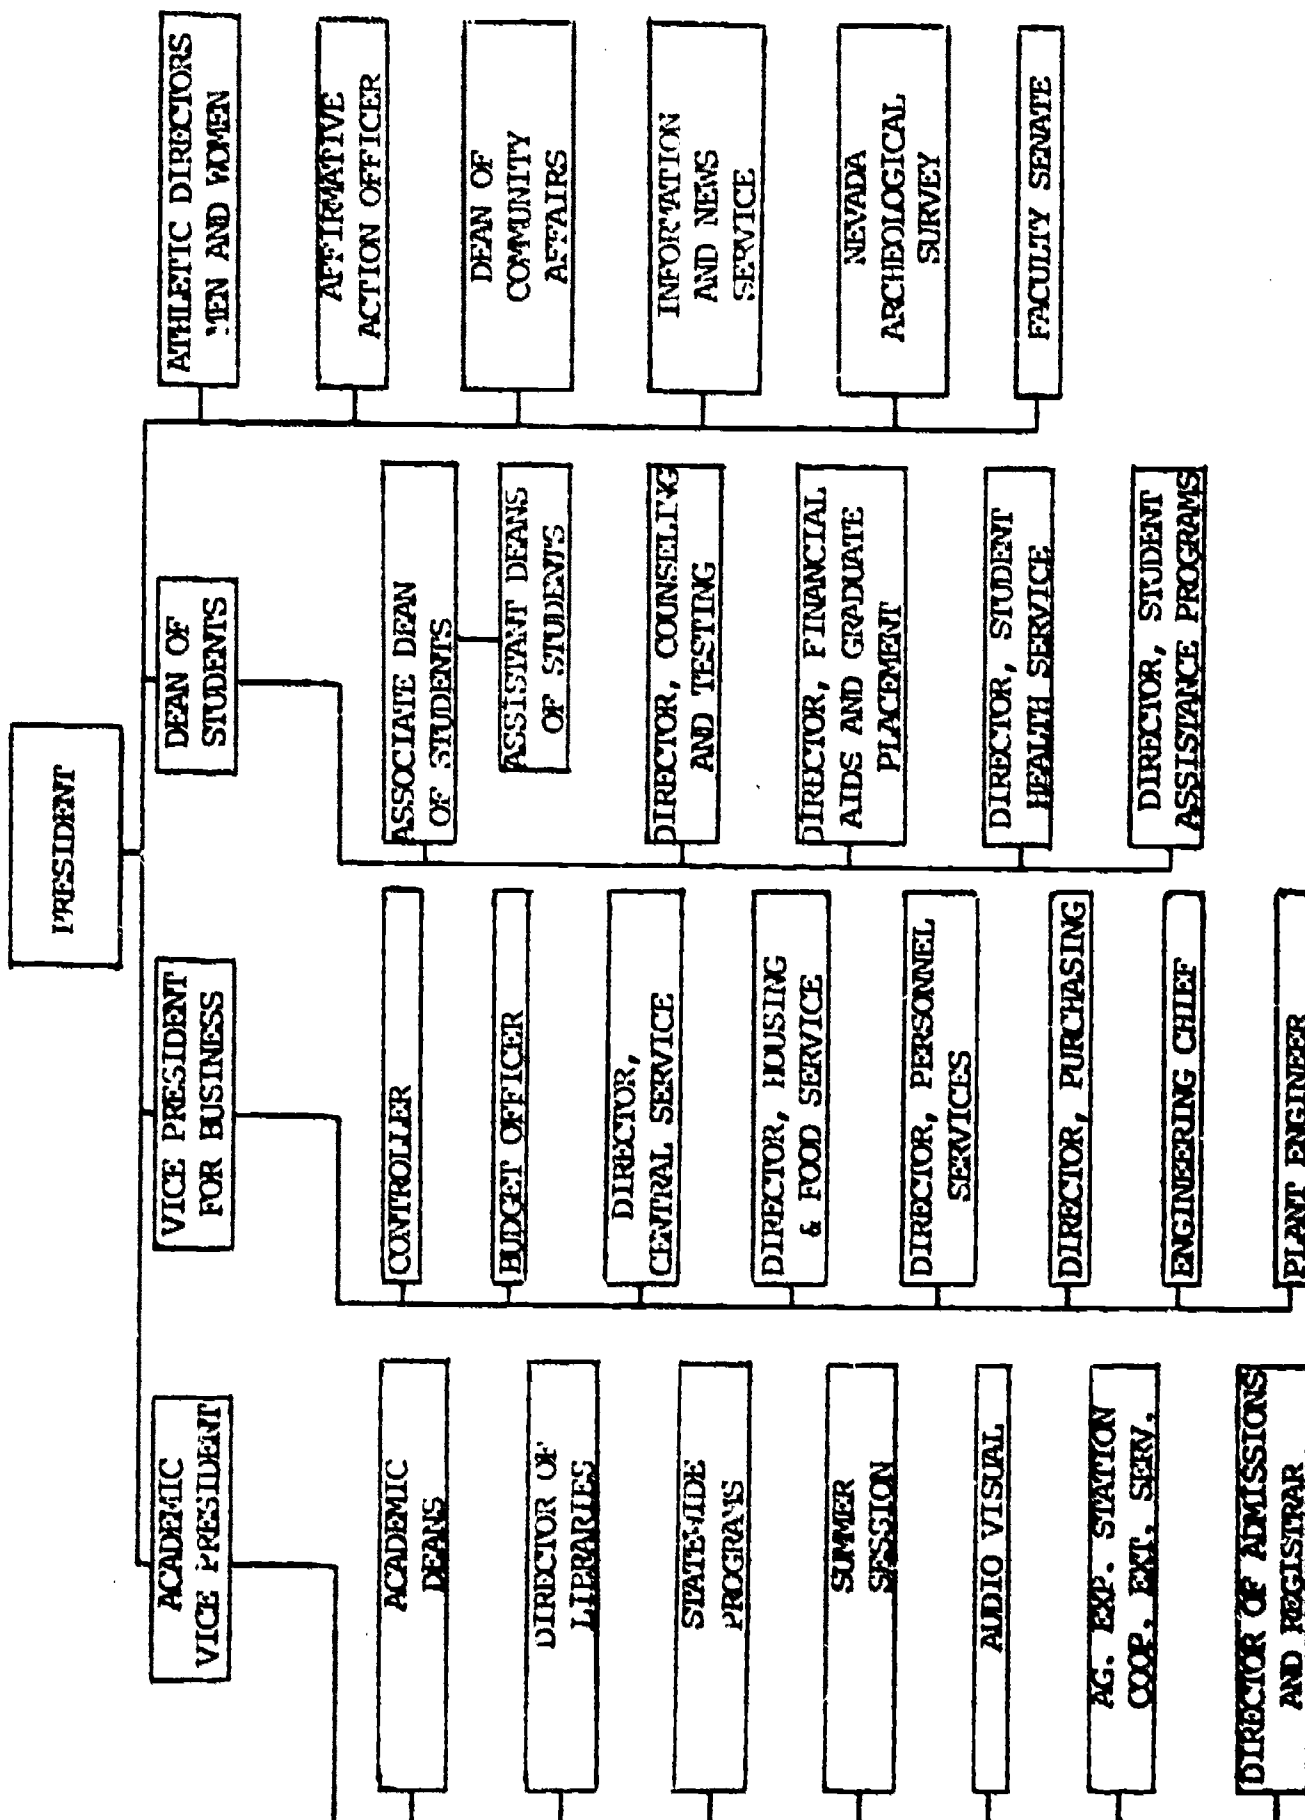 PRESIDENT
ACADEMIC
VICE PRESIDENT
VICE PRESIDENT
FOR BUSINESS
DEAN OF
STUDENTS
ACADEMIC
DEANS
DIRECTOR OF
LIBRARIES
STATEWIDE
PROGRAMS
SUMMER
SESSION
AUDIO VISUAL
AG. EXP. STATION
COOP. EXT. SERV.
DIRECTOR OF ADMISSIONS
AND REGISTRAR
CONTROLLER
BUDGET OFFICER
DIRECTOR,
CENTRAL SERVICE
DIRECTOR, HOUSING
& FOOD SERVICE
DIRECTOR, PERSONNEL
SERVICES
DIRECTOR, PURCHASING
ENGINEERING CHIEF
PLANT ENGINEER
ASSOCIATE DEAN
OF STUDENTS
ASSISTANT DEANS
OF STUDENTS
DIRECTOR, COUNSELING
AND TESTING
DIRECTOR, FINANCIAL
AIDS AND GRADUATE
PLACEMENT
DIRECTOR, STUDENT
HEALTH SERVICE
DIRECTOR, STUDENT
ASSISTANCE PROGRAMS
ATHLETIC DIRECTORS
MEN AND WOMEN
AFFIRMATIVE
ACTION OFFICER
DEAN OF
COMMUNITY
AFFAIRS
INFORMATION
AND NEWS
SERVICE
NEVADA
ARCHEOLOGICAL
SURVEY
FACULTY SENATE